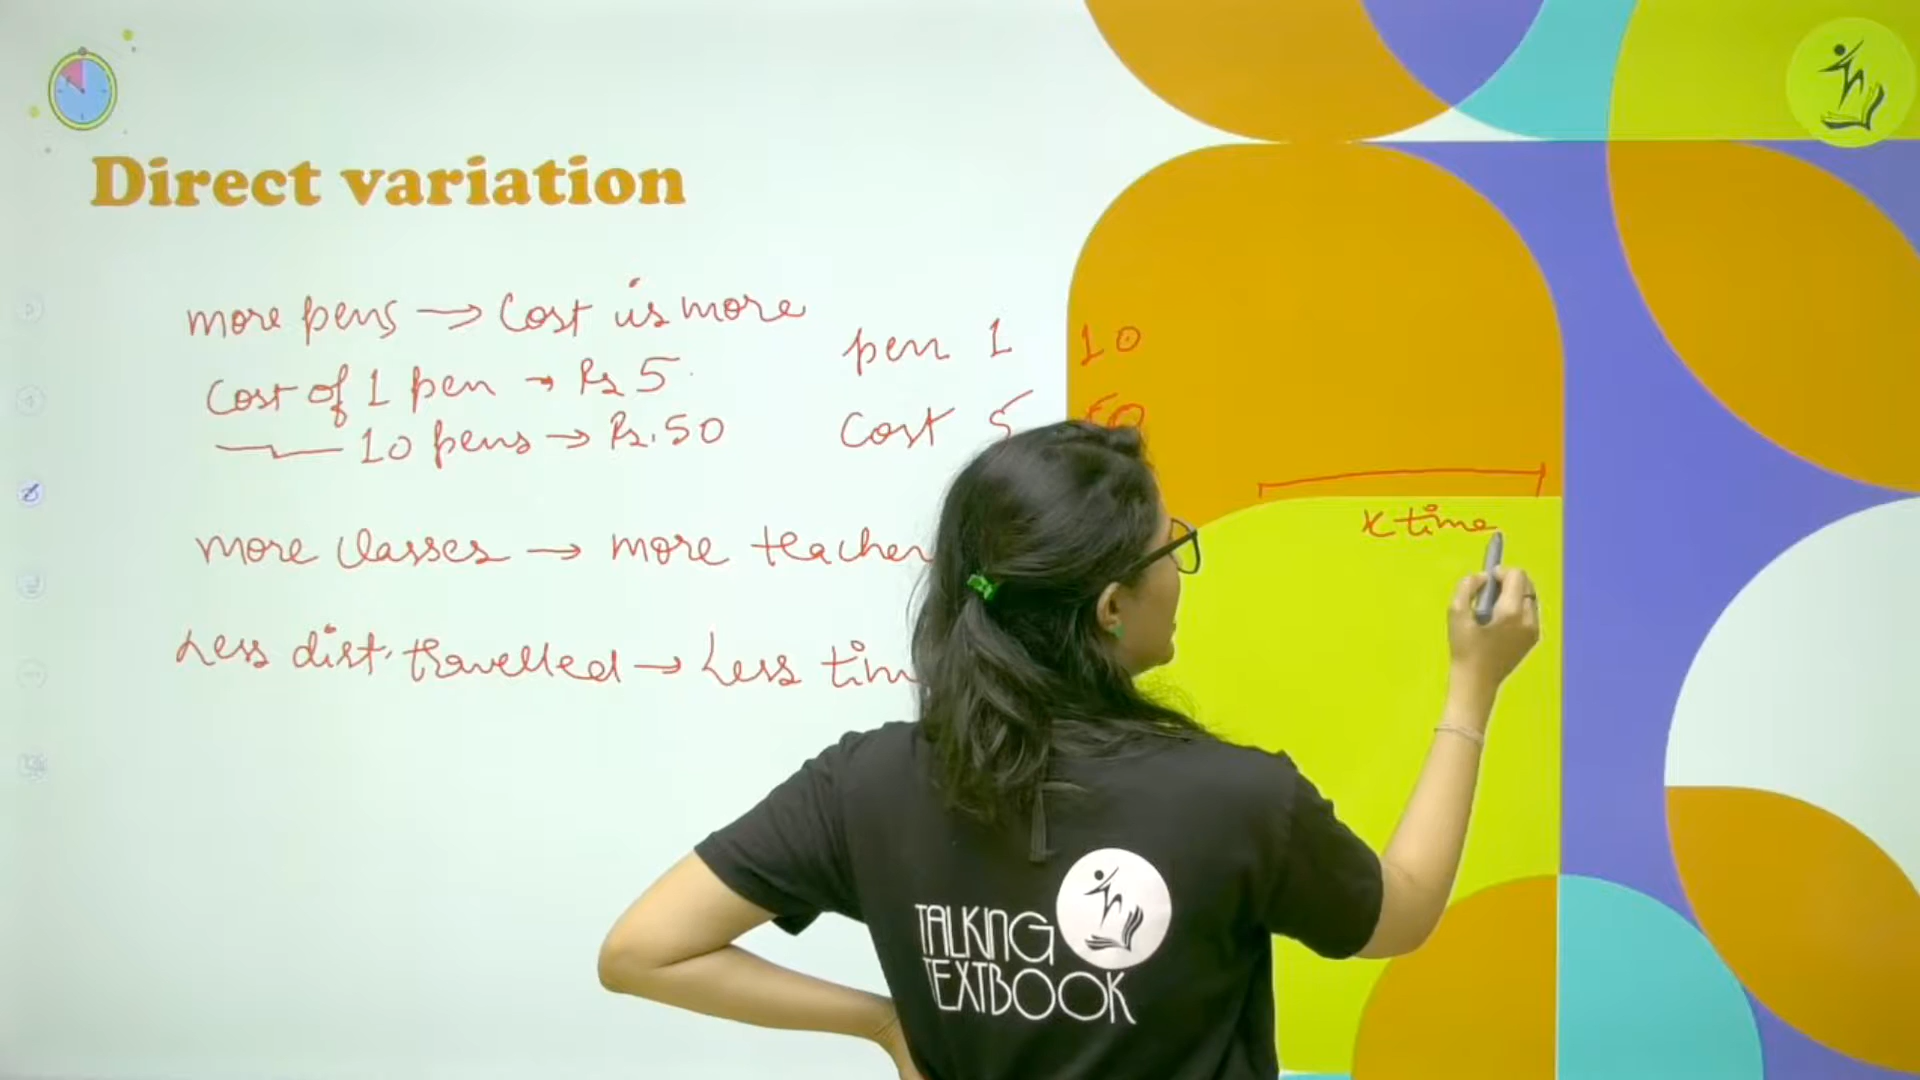 Direct variation
more pens → Cost is more
Cost of 1 pen → Rs 5
10 pens → Rs. 50
pen 1 10
Cost 5 50
x time
more classes → more teacher
Less dist. travelled → Less tim
TALKING
TEXTBOOK